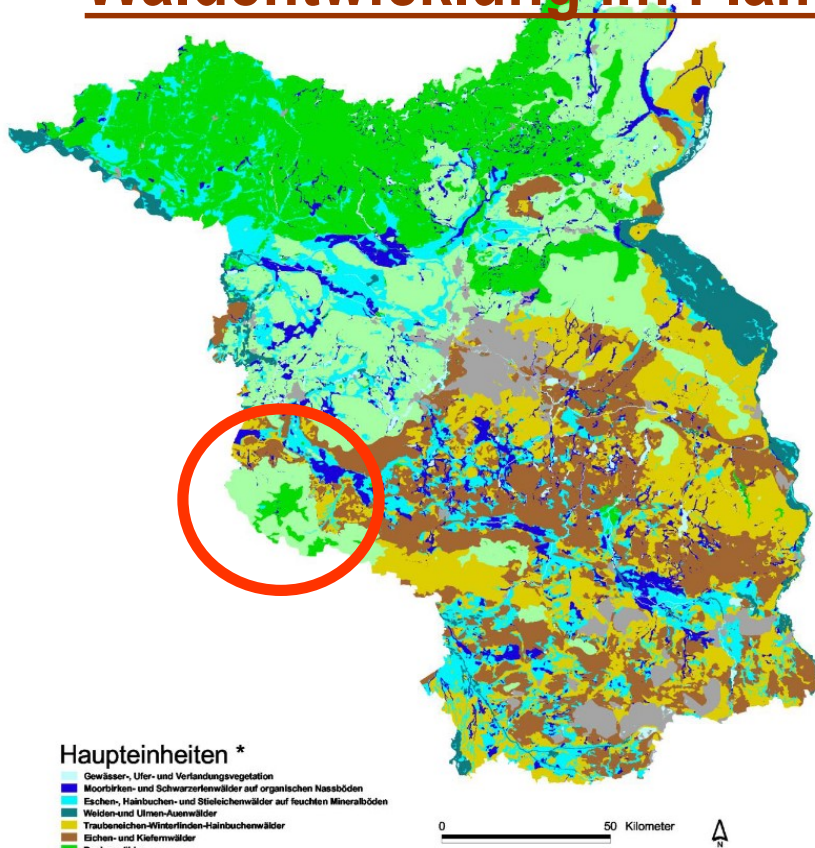 Haupteinheiten *
Gewässer-, Ufer- und Verlandungsvegetation
Moorbirken- und Schwarzerlenwälder auf organischen Nassböden
Eschen-, Hainbuchen- und Stieleichenwälder auf feuchten Mineralböden
Weiden-und Ulmen-Auenwälder
Traubeneichen-Winterlinden-Hainbuchenwälder
Eichen- und Kiefernwälder
0 50 Kilometer
N